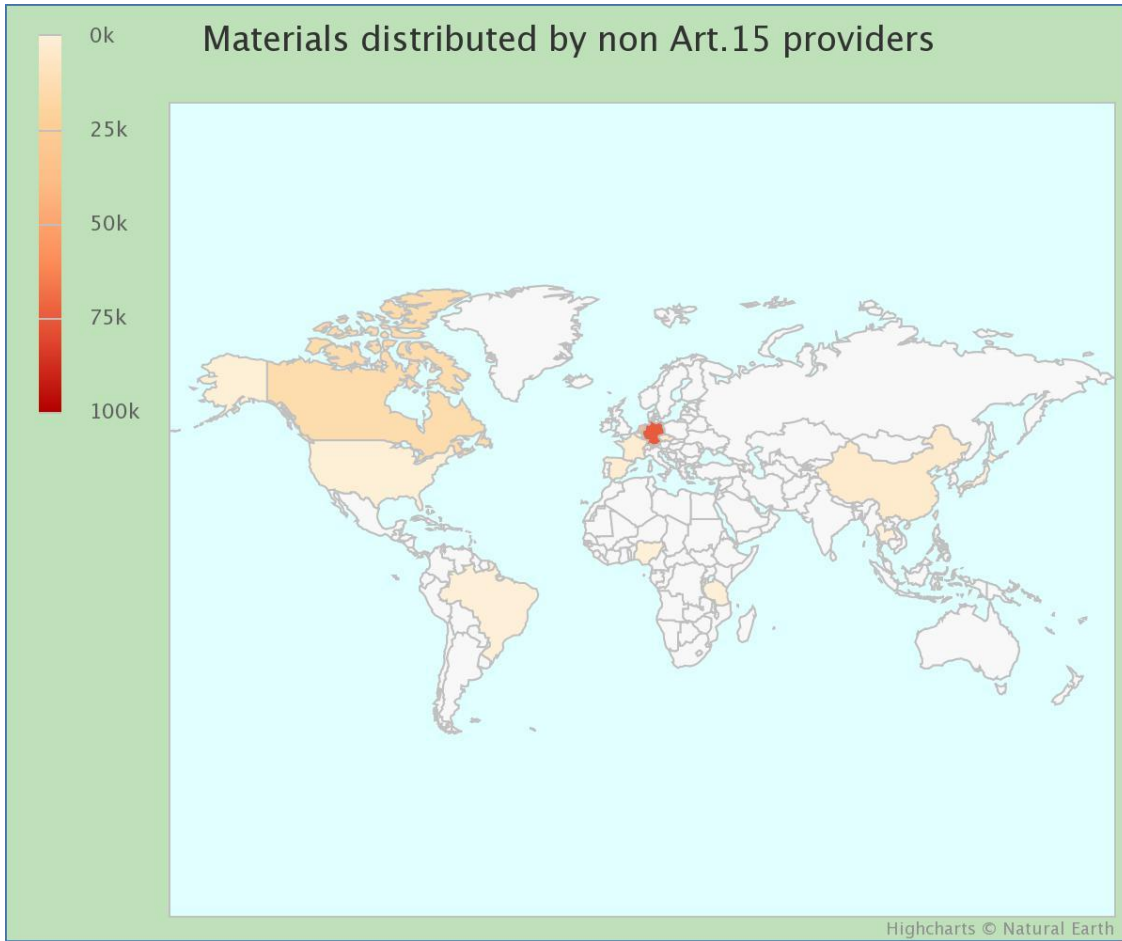 Materials distributed by non Art.15 providers
0k
25k
50k
75k
100k
Highcharts © Natural Earth